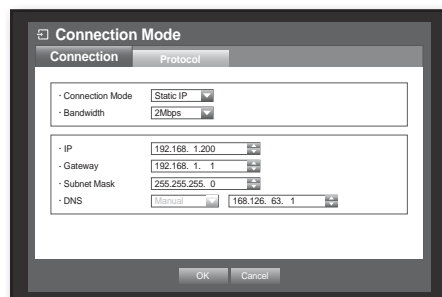 Connection Mode
Connection Protocol
· Connection Mode Static IP
· Bandwidth 2Mbps
· IP 192.168. 1.200
· Gateway 192.168. 1. 1
· Subnet Mask 255.255.255. 0
· DNS Manual 168.126. 63. 1
OK Cancel